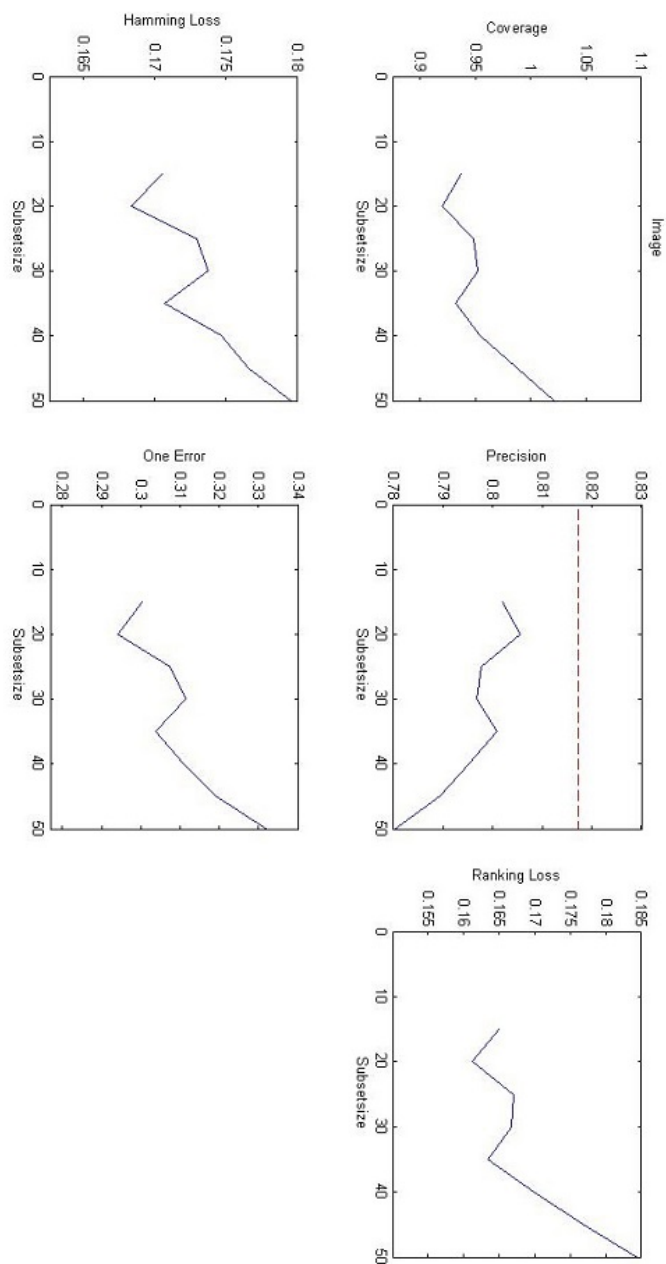 Image
Coverage
1.1
1.05
1
0.95
0.9
0 10 20 30 40 50
Subsetsize
Precision
0.83
0.82
0.81
0.8
0.79
0.78
0 10 20 30 40 50
Subsetsize
Ranking Loss
0.185
0.18
0.175
0.17
0.165
0.16
0.155
0 10 20 30 40 50
Subsetsize
Hamming Loss
0.18
0.175
0.17
0.165
0 10 20 30 40 50
Subsetsize
One Error
0.34
0.33
0.32
0.31
0.3
0.29
0.28
0 10 20 30 40 50
Subsetsize